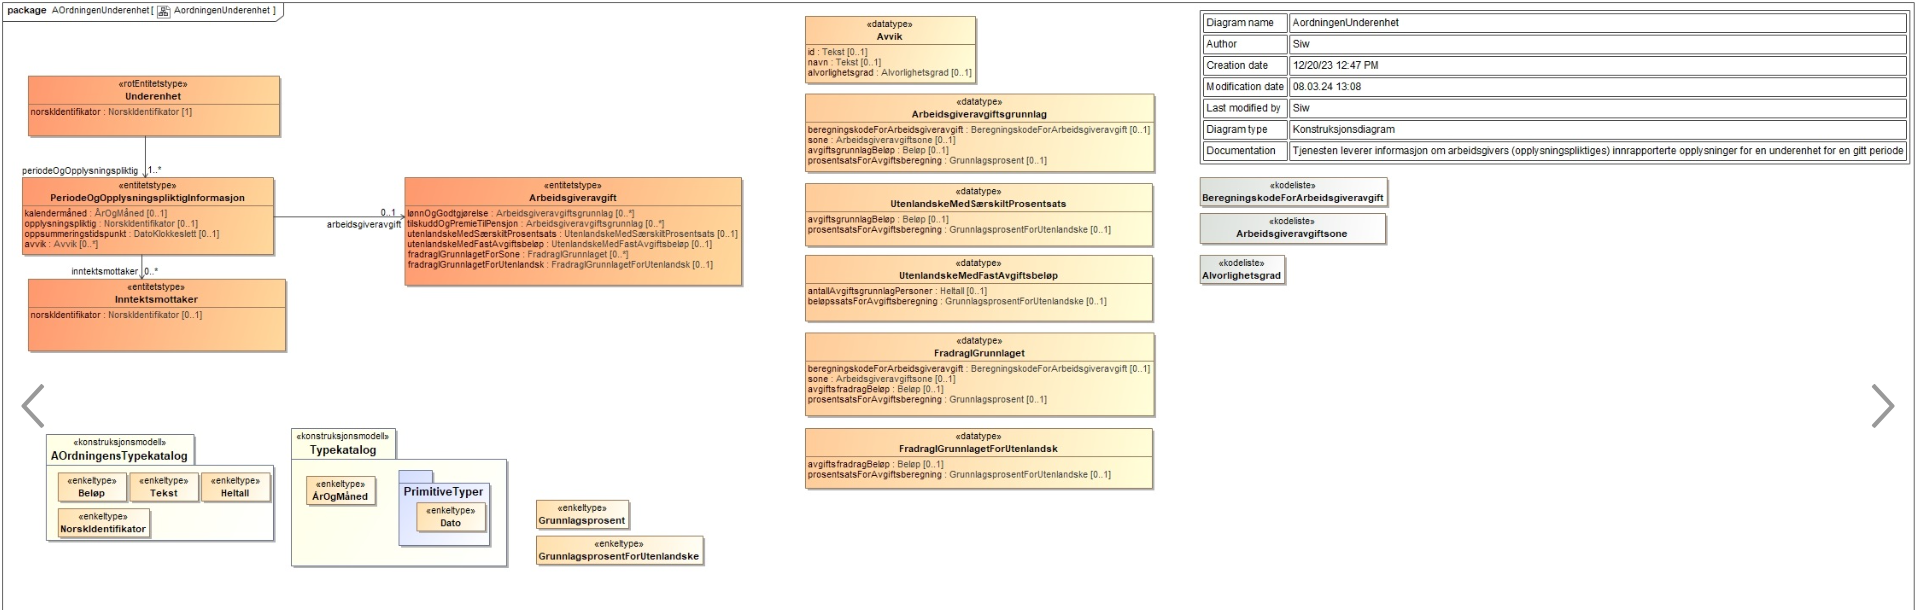 package AOrdningenUnderenhet [ AordningenUnderenhet ]
«rotEntitetstype»
Underenhet
norskIdentifikator : NorskIdentifikator [1]
periodeOgOpplysningspliktig 1..*
«entitetstype»
PeriodeOgOpplysningspliktigInformasjon
kalendermåned : ÅrOgMåned [0..1]
opplysningspliktig : NorskIdentifikator [0..1]
oppsummeringstidspunkt : DatoKlokkeslett [0..1]
avvik : Avvik [0..*]
0..1
arbeidsgiveravgift
«entitetstype»
Arbeidsgiveravgift
lønnOgGodtgjørelse : Arbeidsgiveravgiftsgrunnlag [0..*]
tilskuddOgPremieTilPensjon : Arbeidsgiveravgiftsgrunnlag [0..*]
utenlandskeMedSærskiltProsentsats : UtenlandskeMedSærskiltProsentsats [0..1]
utenlandskeMedFastAvgiftsbeløp : UtenlandskeMedFastAvgiftsbeløp [0..1]
fradragIGrunnlagetForSone : FradragIGrunnlaget [0..*]
fradragIGrunnlagetForUtenlandsk : FradragIGrunnlagetForUtenlandsk [0..1]
inntektsmottaker 0..*
«entitetstype»
Inntektsmottaker
norskIdentifikator : NorskIdentifikator [0..1]
«konstruksjonsmodell»
AOrdningensTypekatalog
«enkeltype»
Beløp
«enkeltype»
Tekst
«enkeltype»
Heltall
«enkeltype»
NorskIdentifikator
«konstruksjonsmodell»
Typekatalog
«enkeltype»
ÅrOgMåned
PrimitiveTyper
«enkeltype»
Dato
«enkeltype»
Grunnlagsprosent
«enkeltype»
GrunnlagsprosentForUtenlandske
«datatype»
Avvik
id : Tekst [0..1]
navn : Tekst [0..1]
alvorlighetsgrad : Alvorlighetsgrad [0..1]
«datatype»
Arbeidsgiveravgiftsgrunnlag
beregningskodeForArbeidsgiveravgift : BeregningskodeForArbeidsgiveravgift [0..1]
sone : Arbeidsgiveravgiftsone [0..1]
avgiftsgrunnlagBeløp : Beløp [0..1]
prosentsatsForAvgiftsberegning : Grunnlagsprosent [0..1]
«datatype»
UtenlandskeMedSærskiltProsentsats
avgiftsgrunnlagBeløp : Beløp [0..1]
prosentsatsForAvgiftsberegning : GrunnlagsprosentForUtenlandske [0..1]
«datatype»
UtenlandskeMedFastAvgiftsbeløp
antallAvgiftsgrunnlagPersoner : Heltall [0..1]
beløpssatsForAvgiftsberegning : GrunnlagsprosentForUtenlandske [0..1]
«datatype»
FradragIGrunnlaget
beregningskodeForArbeidsgiveravgift : BeregningskodeForArbeidsgiveravgift [0..1]
sone : Arbeidsgiveravgiftsone [0..1]
avgiftsfradragBeløp : Beløp [0..1]
prosentsatsForAvgiftsberegning : Grunnlagsprosent [0..1]
«datatype»
FradragIGrunnlagetForUtenlandsk
avgiftsfradragBeløp : Beløp [0..1]
prosentsatsForAvgiftsberegning : GrunnlagsprosentForUtenlandske [0..1]
Diagram name AordningenUnderenhet
Author Siw
Creation date 12/20/23 12:47 PM
Modification date 08.03.24 13:08
Last modified by Siw
Diagram type Konstruksjonsdiagram
Documentation Tjenesten leverer informasjon om arbeidsgivers (opplysningspliktiges) innrapporterte opplysninger for en underenhet for en gitt periode
«kodeliste»
BeregningskodeForArbeidsgiveravgift
«kodeliste»
Arbeidsgiveravgiftsone
«kodeliste»
Alvorlighetsgrad